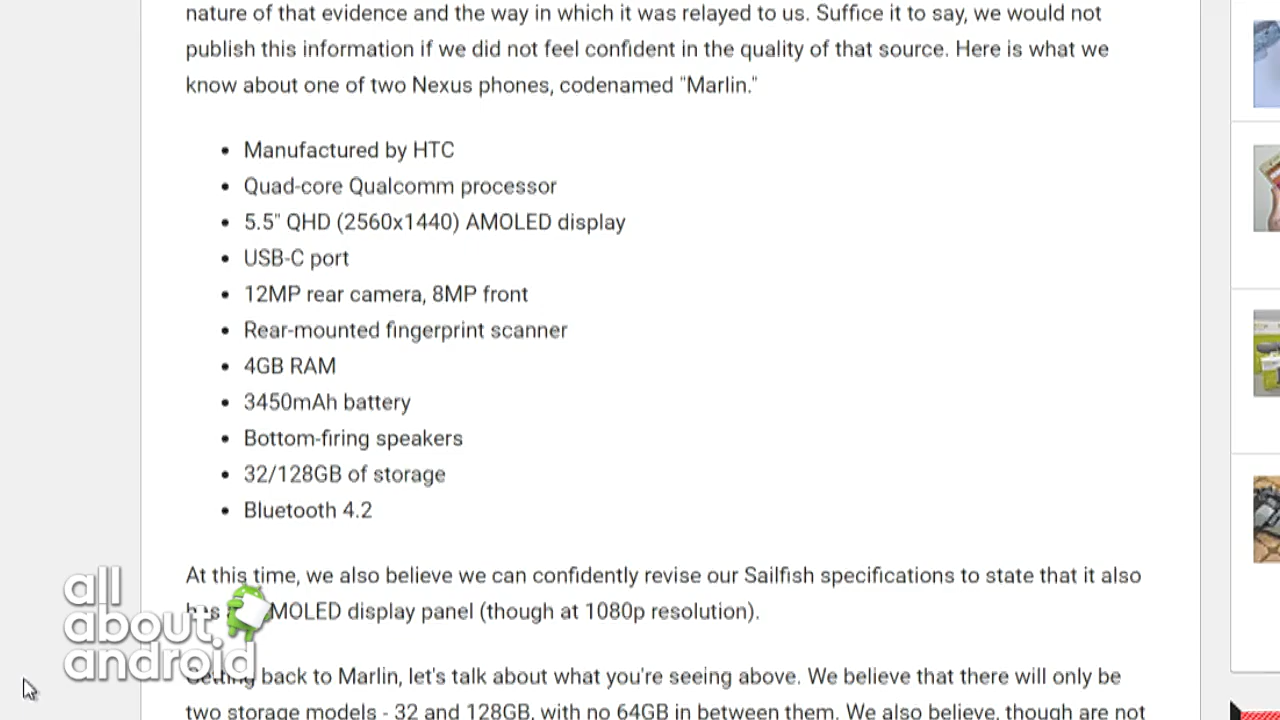 nature of that evidence and the way in which it was relayed to us. Suffice it to say, we would not
publish this information if we did not feel confident in the quality of that source. Here is what we
know about one of two Nexus phones, codenamed "Marlin."
• Manufactured by HTC
• Quad-core Qualcomm processor
• 5.5" QHD (2560x1440) AMOLED display
• USB-C port
• 12MP rear camera, 8MP front
• Rear-mounted fingerprint scanner
• 4GB RAM
• 3450mAh battery
• Bottom-firing speakers
• 32/128GB of storage
• Bluetooth 4.2
At this time, we also believe we can confidently revise our Sailfish specifications to state that it also
MOLED display panel (though at 1080p resolution).
back to Marlin, let's talk about what you're seeing above. We believe that there will only be
two storage models - 32 and 128GB, with no 64GB in between them. We also believe, though are not
all
about
android